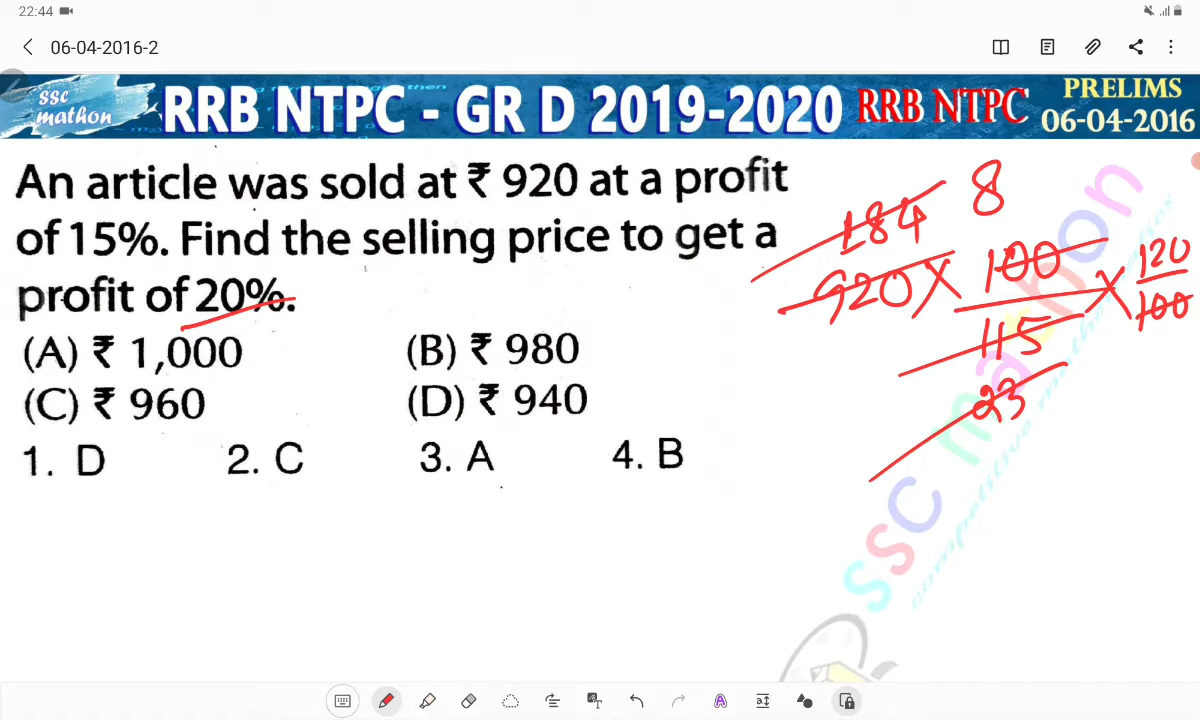 22:44
06-04-2016-2
ssc mathon
RRB NTPC - GR D 2019-2020 RRB NTPC
PRELIMS
06-04-2016
An article was sold at ₹ 920 at a profit
of 15%. Find the selling price to get a
profit of 20%.
(A) ₹ 1,000 (B) ₹ 980
(C) ₹ 960 (D) ₹ 940
1. D 2. C 3. A 4. B
184 8
920 × 100 × 120
115 100
23
ssc mathon